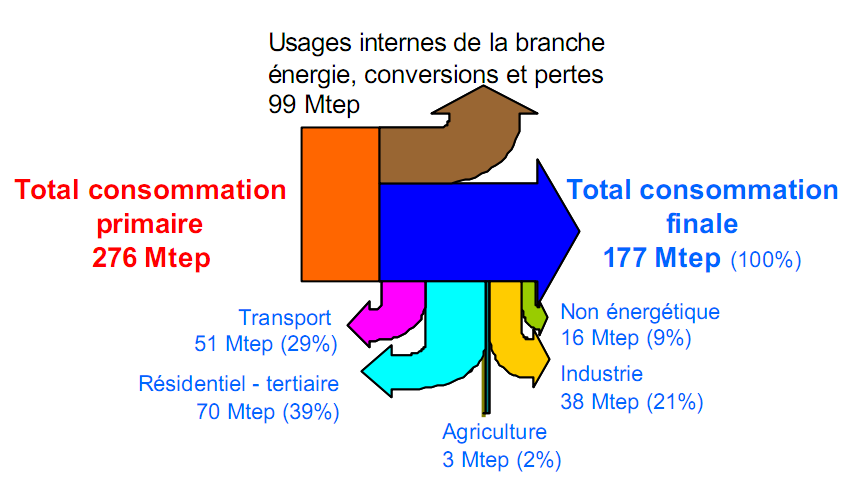 Usages internes de la branche
énergie, conversions et pertes
99 Mtep
Total consommation
primaire
276 Mtep
Total consommation
finale
177 Mtep (100%)
Transport
51 Mtep (29%)
Résidentiel - tertiaire
70 Mtep (39%)
Agriculture
3 Mtep (2%)
Non énergétique
16 Mtep (9%)
Industrie
38 Mtep (21%)